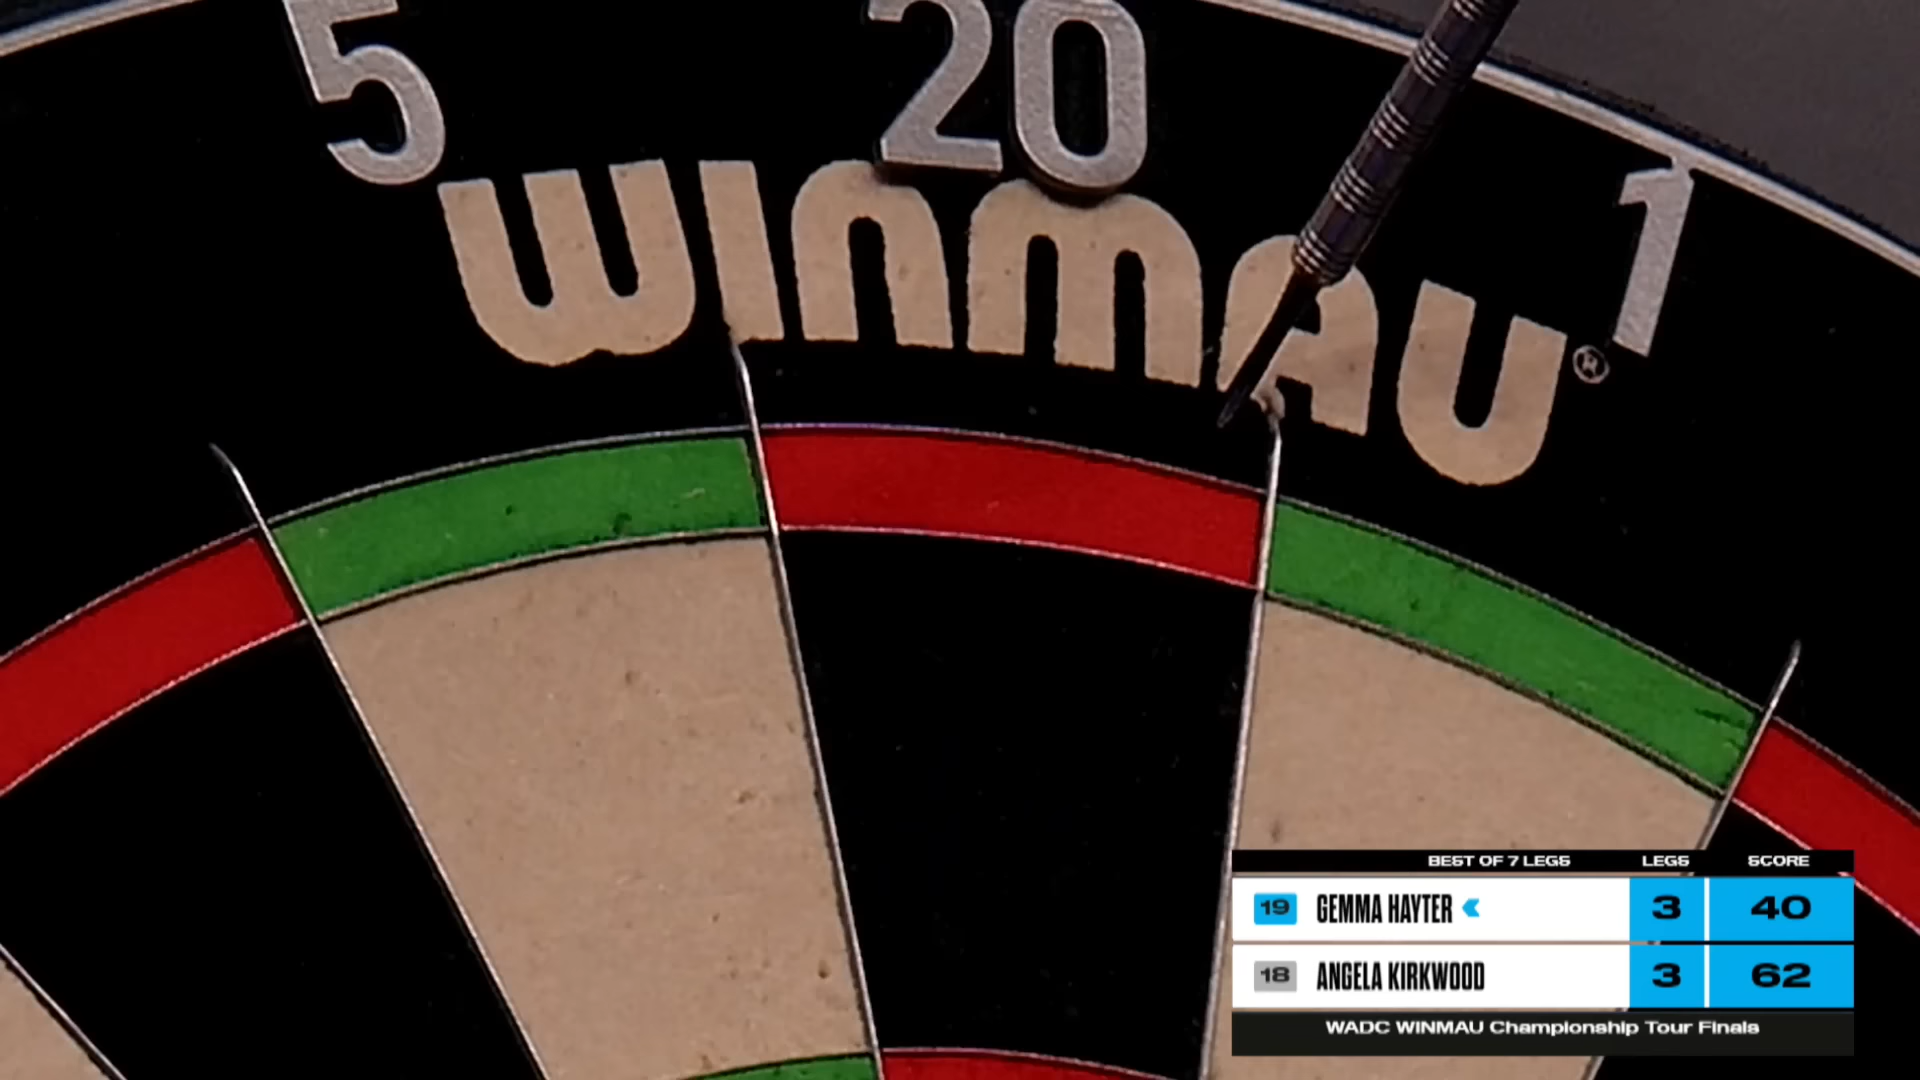 5 20 1
WINMAU®
BEST OF 7 LEGS LEGS SCORE
19 GEMMA HAYTER 3 40
18 ANGELA KIRKWOOD 3 62
WADC WINMAU Championship Tour Finals